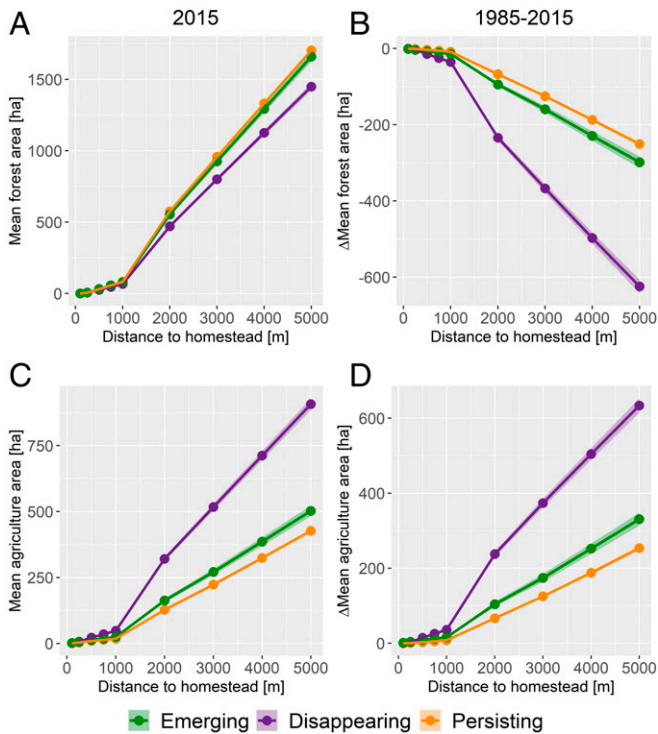 A
2015
Mean forest area [ha]
1500
1000
500
0
0 1000 2000 3000 4000 5000
Distance to homestead [m]
B
1985-2015
ΔMean forest area [ha]
0
-200
-400
-600
0 1000 2000 3000 4000 5000
Distance to homestead [m]
C
Mean agriculture area [ha]
750
500
250
0
0 1000 2000 3000 4000 5000
Distance to homestead [m]
D
ΔMean agriculture area [ha]
600
400
200
0
0 1000 2000 3000 4000 5000
Distance to homestead [m]
Emerging Disappearing Persisting